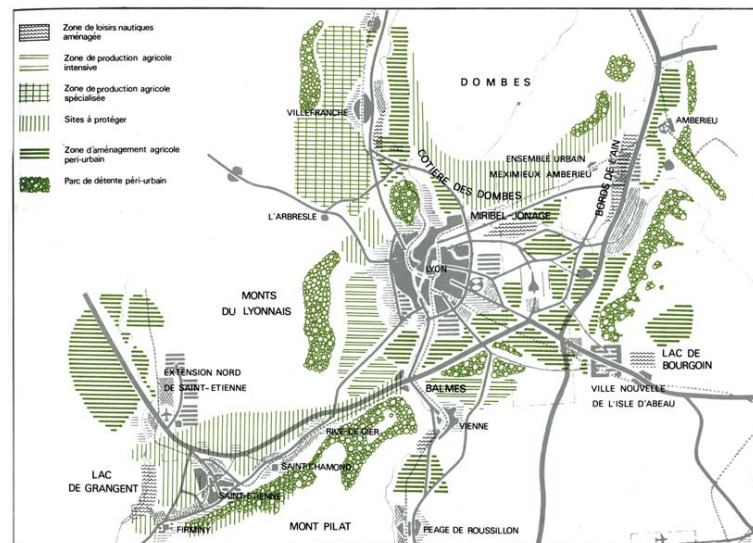 Zone de loisirs nautiques
aménagée
Zone de production agricole
intensive
Zone de production agricole
spécialisée
Sites à protéger
Zone d'aménagement agricole
peri-urbain
Parc de détente péri-urbain
DOMBES
VILLEFRANCHE
AMBERIEU
COTIERE DES DOMBES
ENSEMBLE URBAIN
MEXIMIEUX AMBERIEU
BORDS DE L'AIN
L'ARBRESLE
MIRIBEL-JONAGE
LYON
MONTS
DU LYONNAIS
EXTENSION NORD
DE SAINT-ETIENNE
LAC DE
BOURGOIN
BALMES
VILLE NOUVELLE
DE L'ISLE D'ABEAU
VIENNE
RIVE-DE-GIER
SAINT-CHAMOND
LAC
DE GRANGENT
SAINT-ETIENNE
FIRMINY
MONT PILAT
PEAGE DE ROUSSILLON